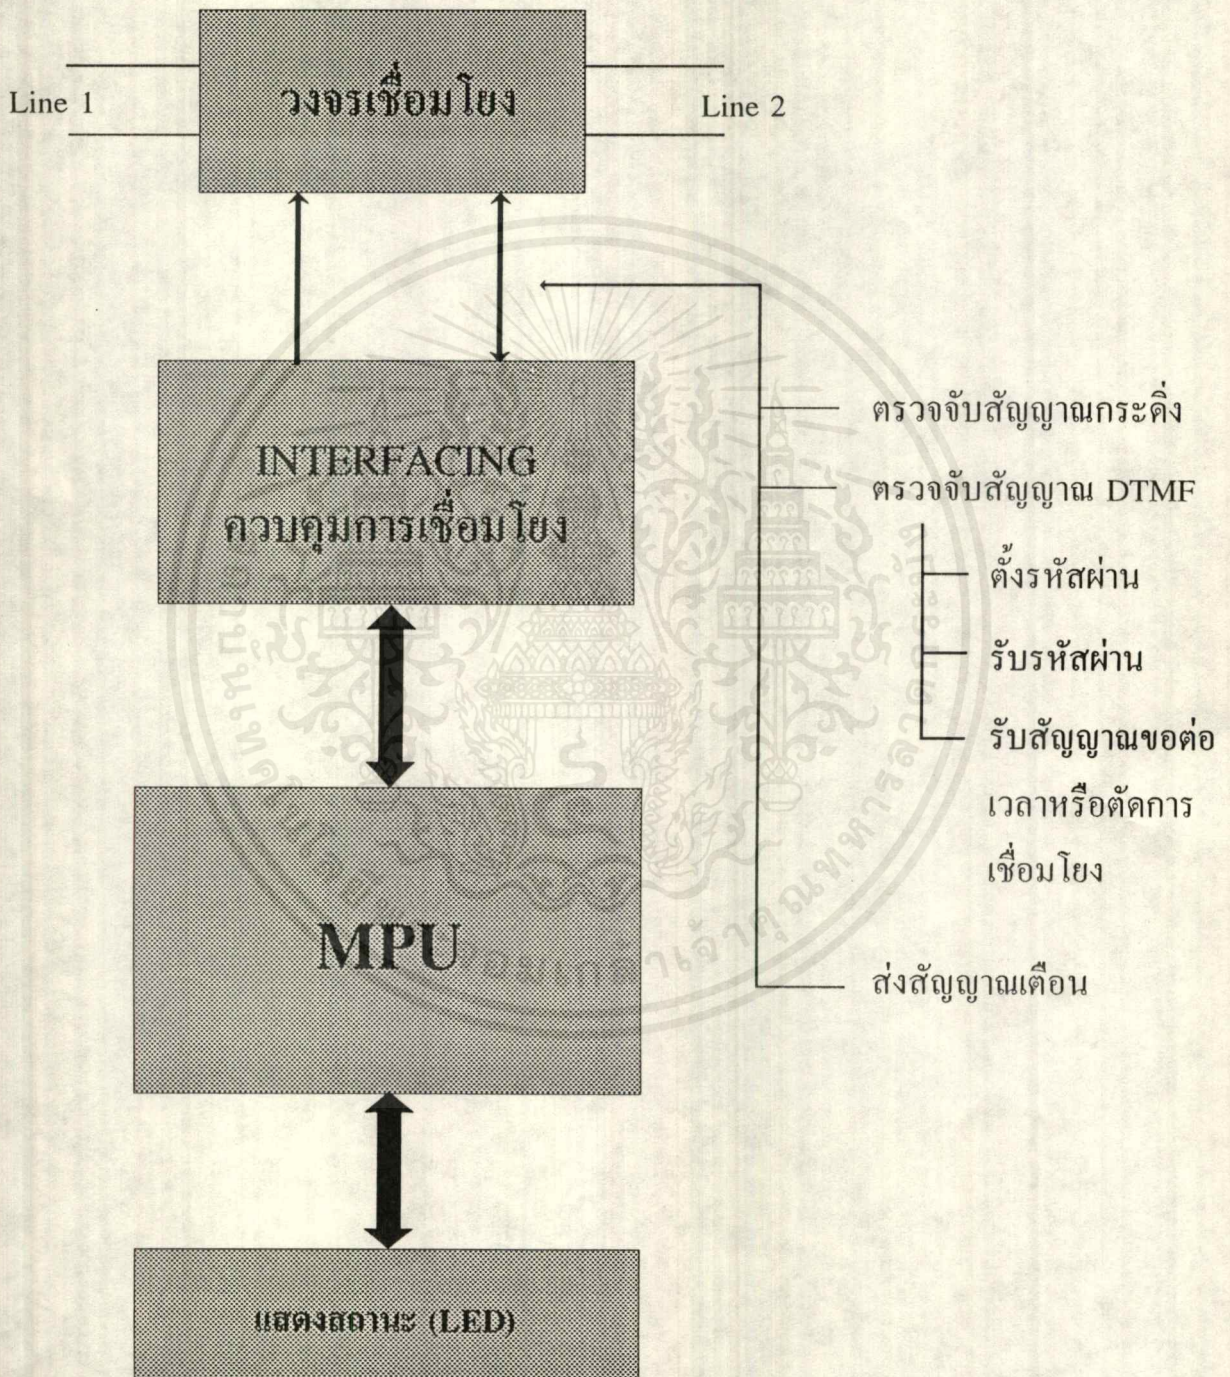 วงจรเชื่อมโยง
Line 1
Line 2
INTERFACING
ควบคุมการเชื่อมโยง
ตรวจจับสัญญาณกระดิ่ง
ตรวจจับสัญญาณ DTMF
ตั้งรหัสผ่าน
รับรหัสผ่าน
รับสัญญาณขอต่อ
เวลาหรือตัดการ
เชื่อมโยง
MPU
ส่งสัญญาณเตือน
แสดงสถานะ (LED)